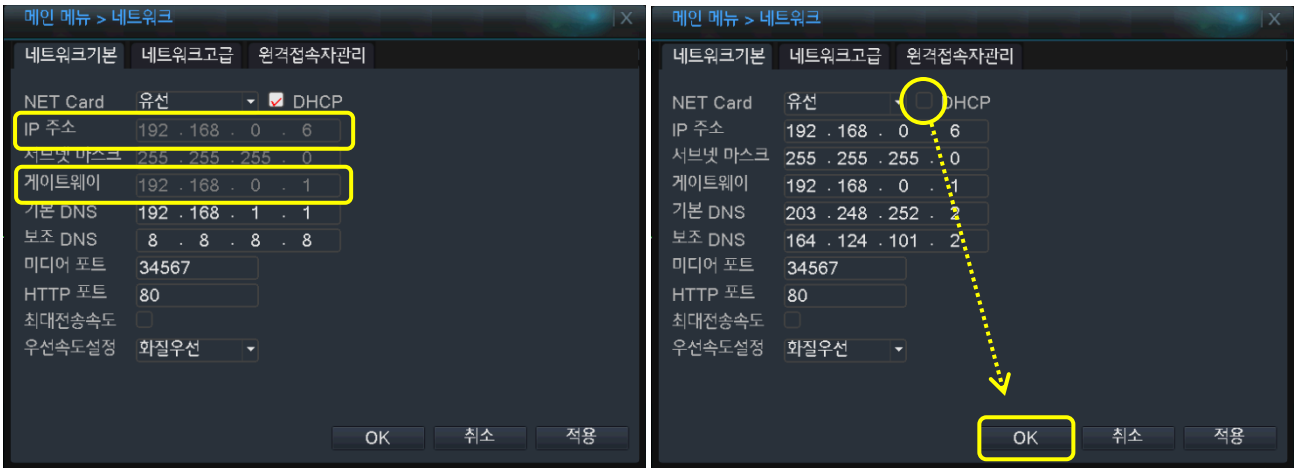 메인 메뉴 > 네트워크 X
네트워크기본 네트워크고급 원격접속자관리
NET Card 유선 DHCP
IP 주소 192 . 168 . 0 . 6
서브넷 마스크 255 . 255 . 255 . 0
게이트웨이 192 . 168 . 0 . 1
기본 DNS 192 . 168 . 1 . 1
보조 DNS 8 . 8 . 8 . 8
미디어 포트 34567
HTTP 포트 80
최대전송속도
우선속도설정 화질우선
OK 취소 적용
메인 메뉴 > 네트워크 X
네트워크기본 네트워크고급 원격접속자관리
NET Card 유선 DHCP
IP 주소 192 . 168 . 0 . 6
서브넷 마스크 255 . 255 . 255 . 0
게이트웨이 192 . 168 . 0 . 1
기본 DNS 203 . 248 . 252 . 2
보조 DNS 164 . 124 . 101 . 2
미디어 포트 34567
HTTP 포트 80
최대전송속도
우선속도설정 화질우선
OK 취소 적용